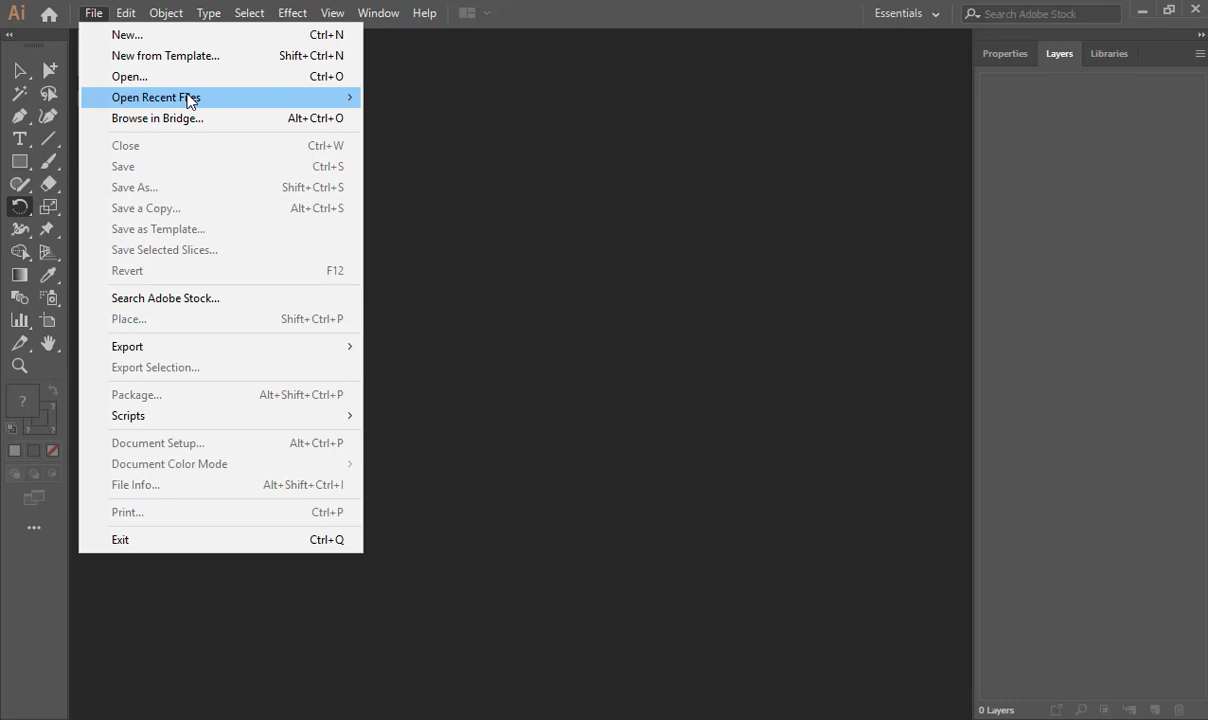 Ai File Edit Object Type Select Effect View Window Help Essentials Search Adobe Stock
Properties Layers Libraries
New... Ctrl+N
New from Template... Shift+Ctrl+N
Open... Ctrl+O
Open Recent Files
Browse in Bridge... Alt+Ctrl+O
Close Ctrl+W
Save Ctrl+S
Save As... Shift+Ctrl+S
Save a Copy... Alt+Ctrl+S
Save as Template...
Save Selected Slices...
Revert F12
Search Adobe Stock...
Place... Shift+Ctrl+P
Export
Export Selection...
Package... Alt+Shift+Ctrl+P
Scripts
Document Setup... Alt+Ctrl+P
Document Color Mode
File Info... Alt+Shift+Ctrl+I
Print... Ctrl+P
Exit Ctrl+Q
0 Layers